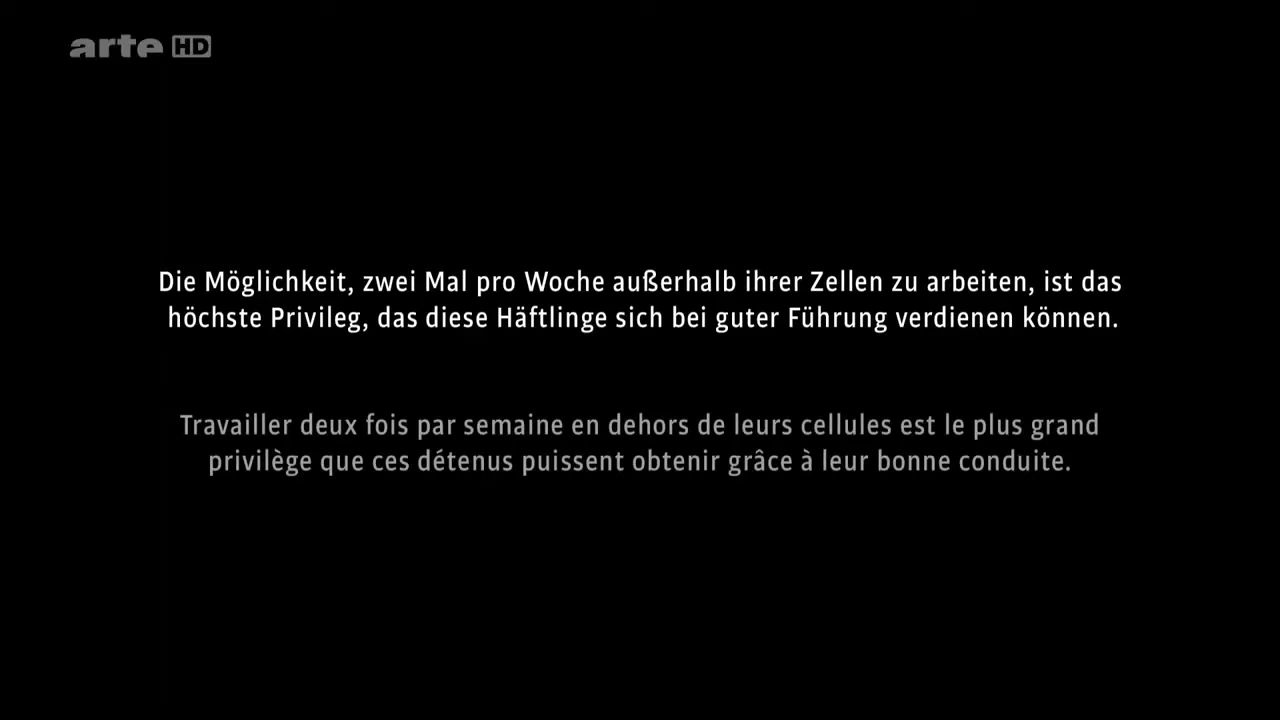 arte HD
Die Möglichkeit, zwei Mal pro Woche außerhalb ihrer Zellen zu arbeiten, ist das
höchste Privileg, das diese Häftlinge sich bei guter Führung verdienen können.
Travailler deux fois par semaine en dehors de leurs cellules est le plus grand
privilège que ces détenus puissent obtenir grâce à leur bonne conduite.